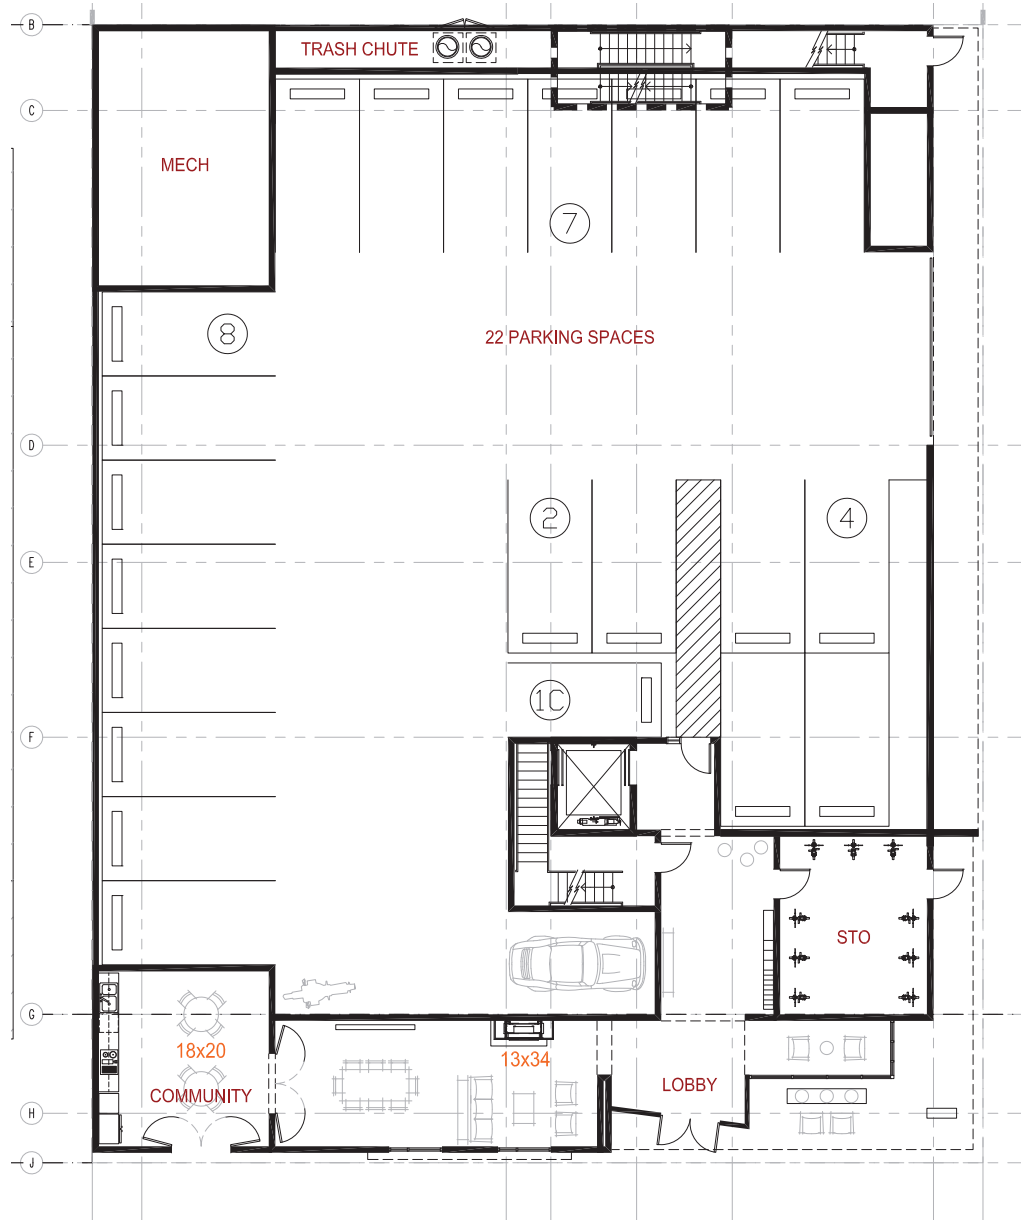 B
TRASH CHUTE
C
MECH
7
8
22 PARKING SPACES
D
2
4
E
1C
F
STO
G
18x20
13x34
LOBBY
COMMUNITY
H
J